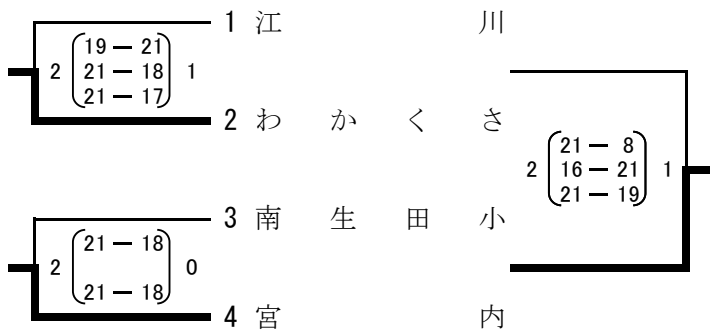 1 江 川
19 － 21
2 21 － 18 1
21 － 17
2 わ か く さ
21 － 8
2 16 － 21 1
21 － 19
3 南 生 田 小
21 － 18
2 0
21 － 18
4 宮 内